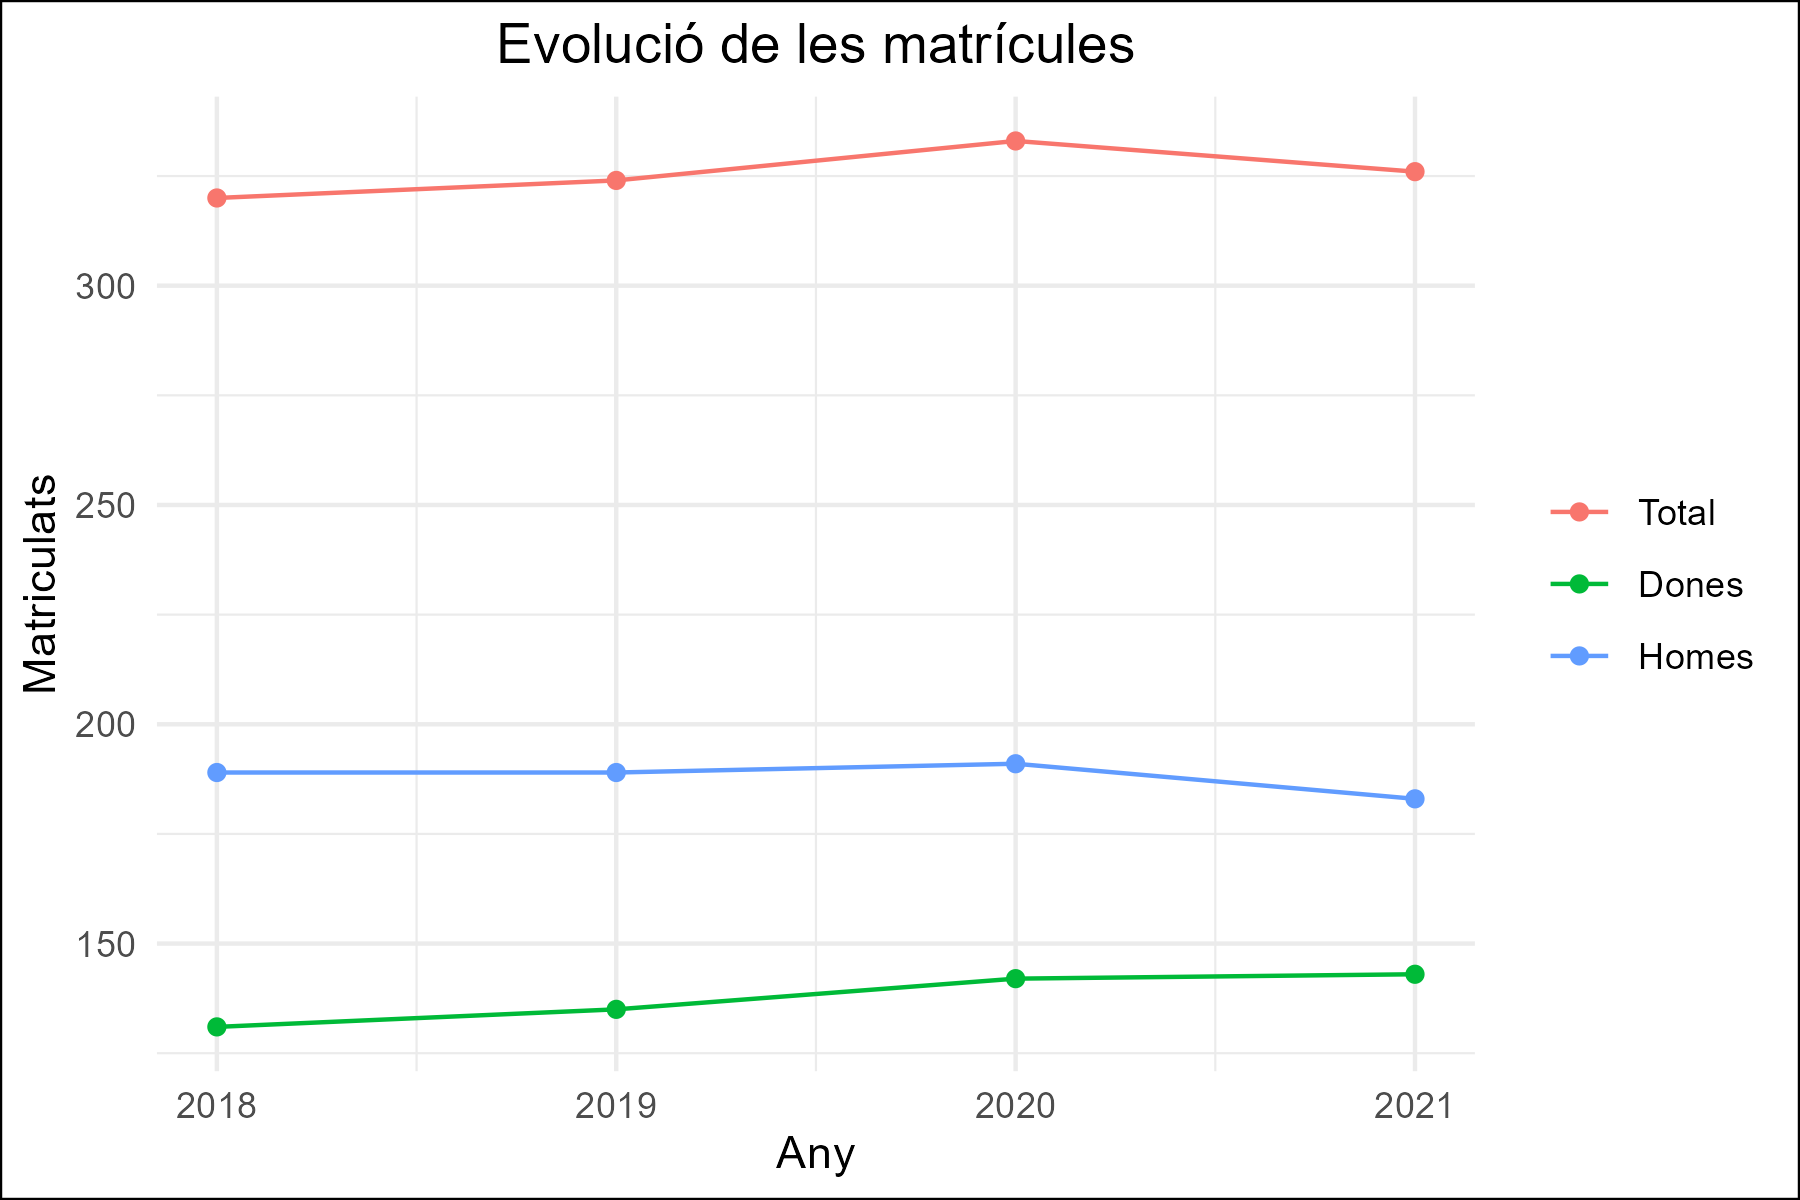 Evolució de les matrícules
Matriculats
300
250
200
150
2018
2019
2020
2021
Any
Total
Dones
Homes